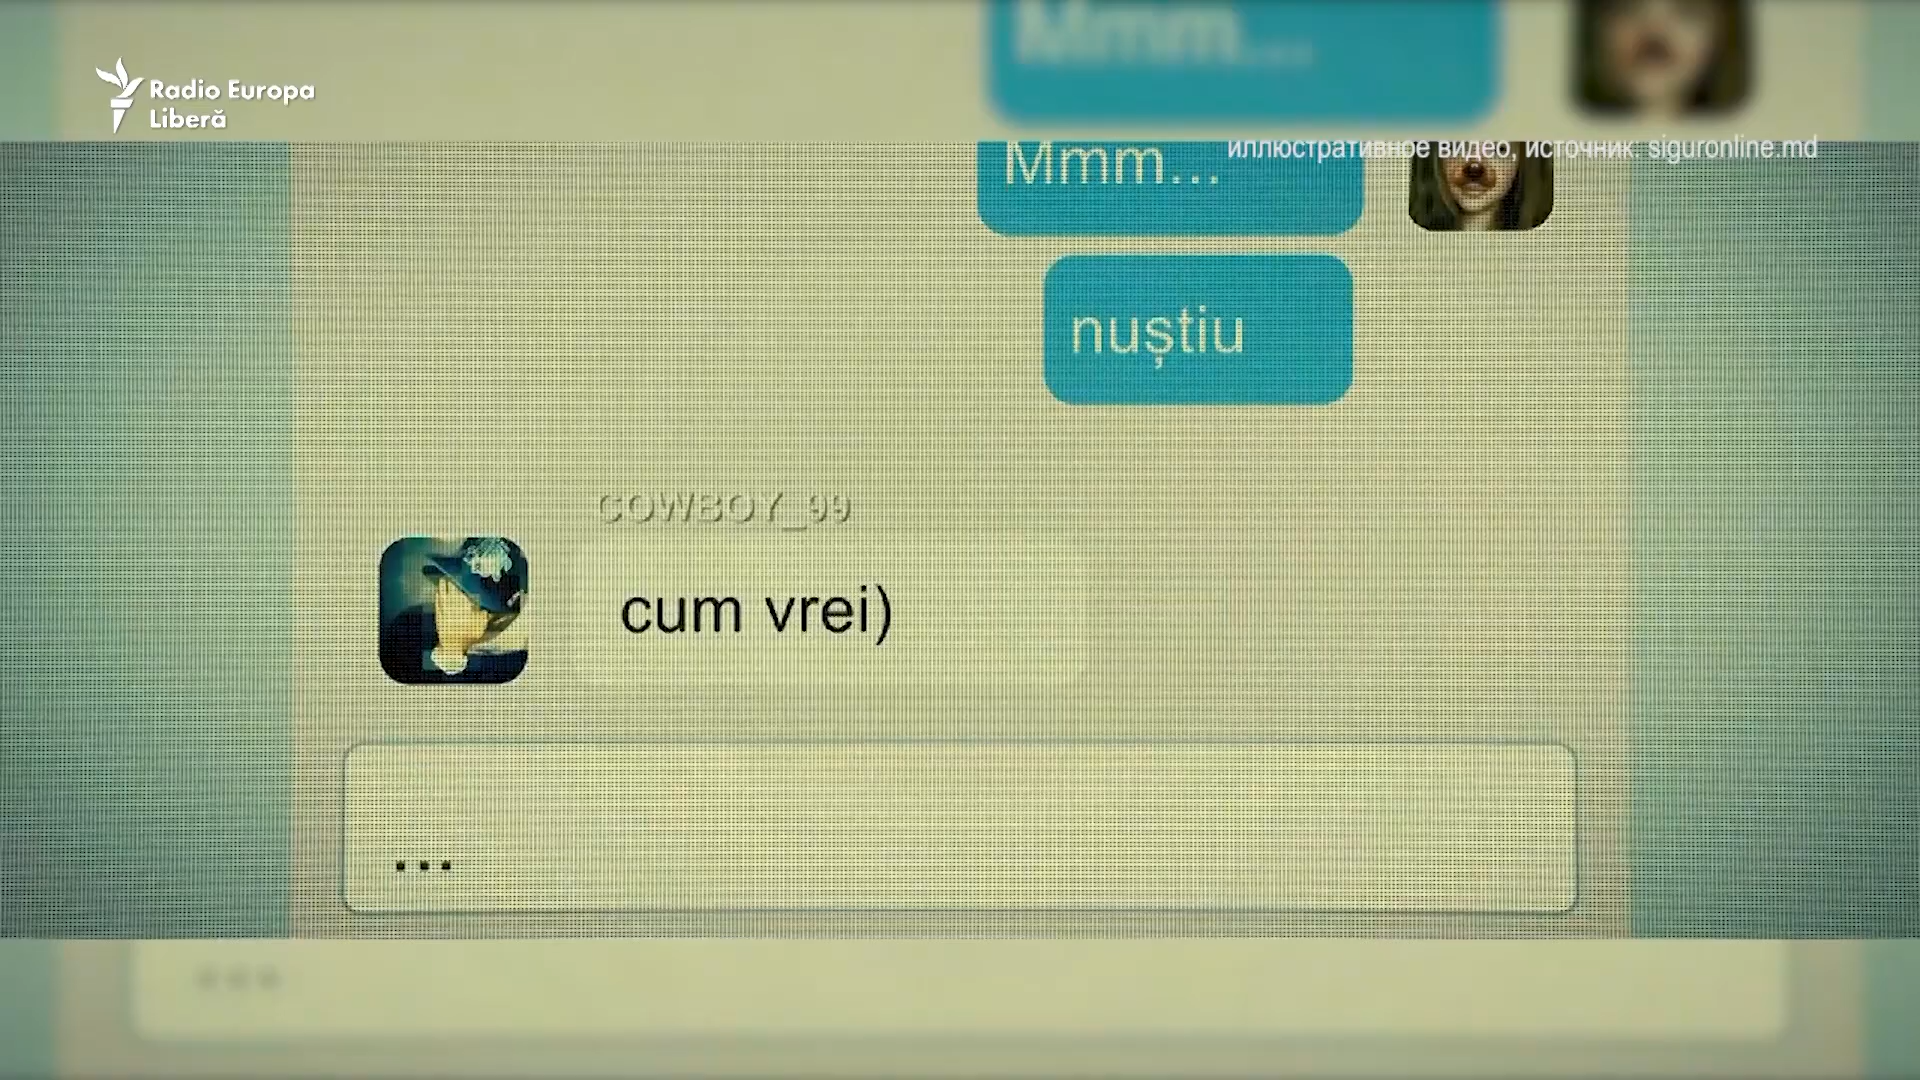 Mmm...
Radio Europa
Liberă
иллюстративное видео, источник: siguronline.md
Mmm...
nuștiu
COWBOY_99
cum vrei)
...
...